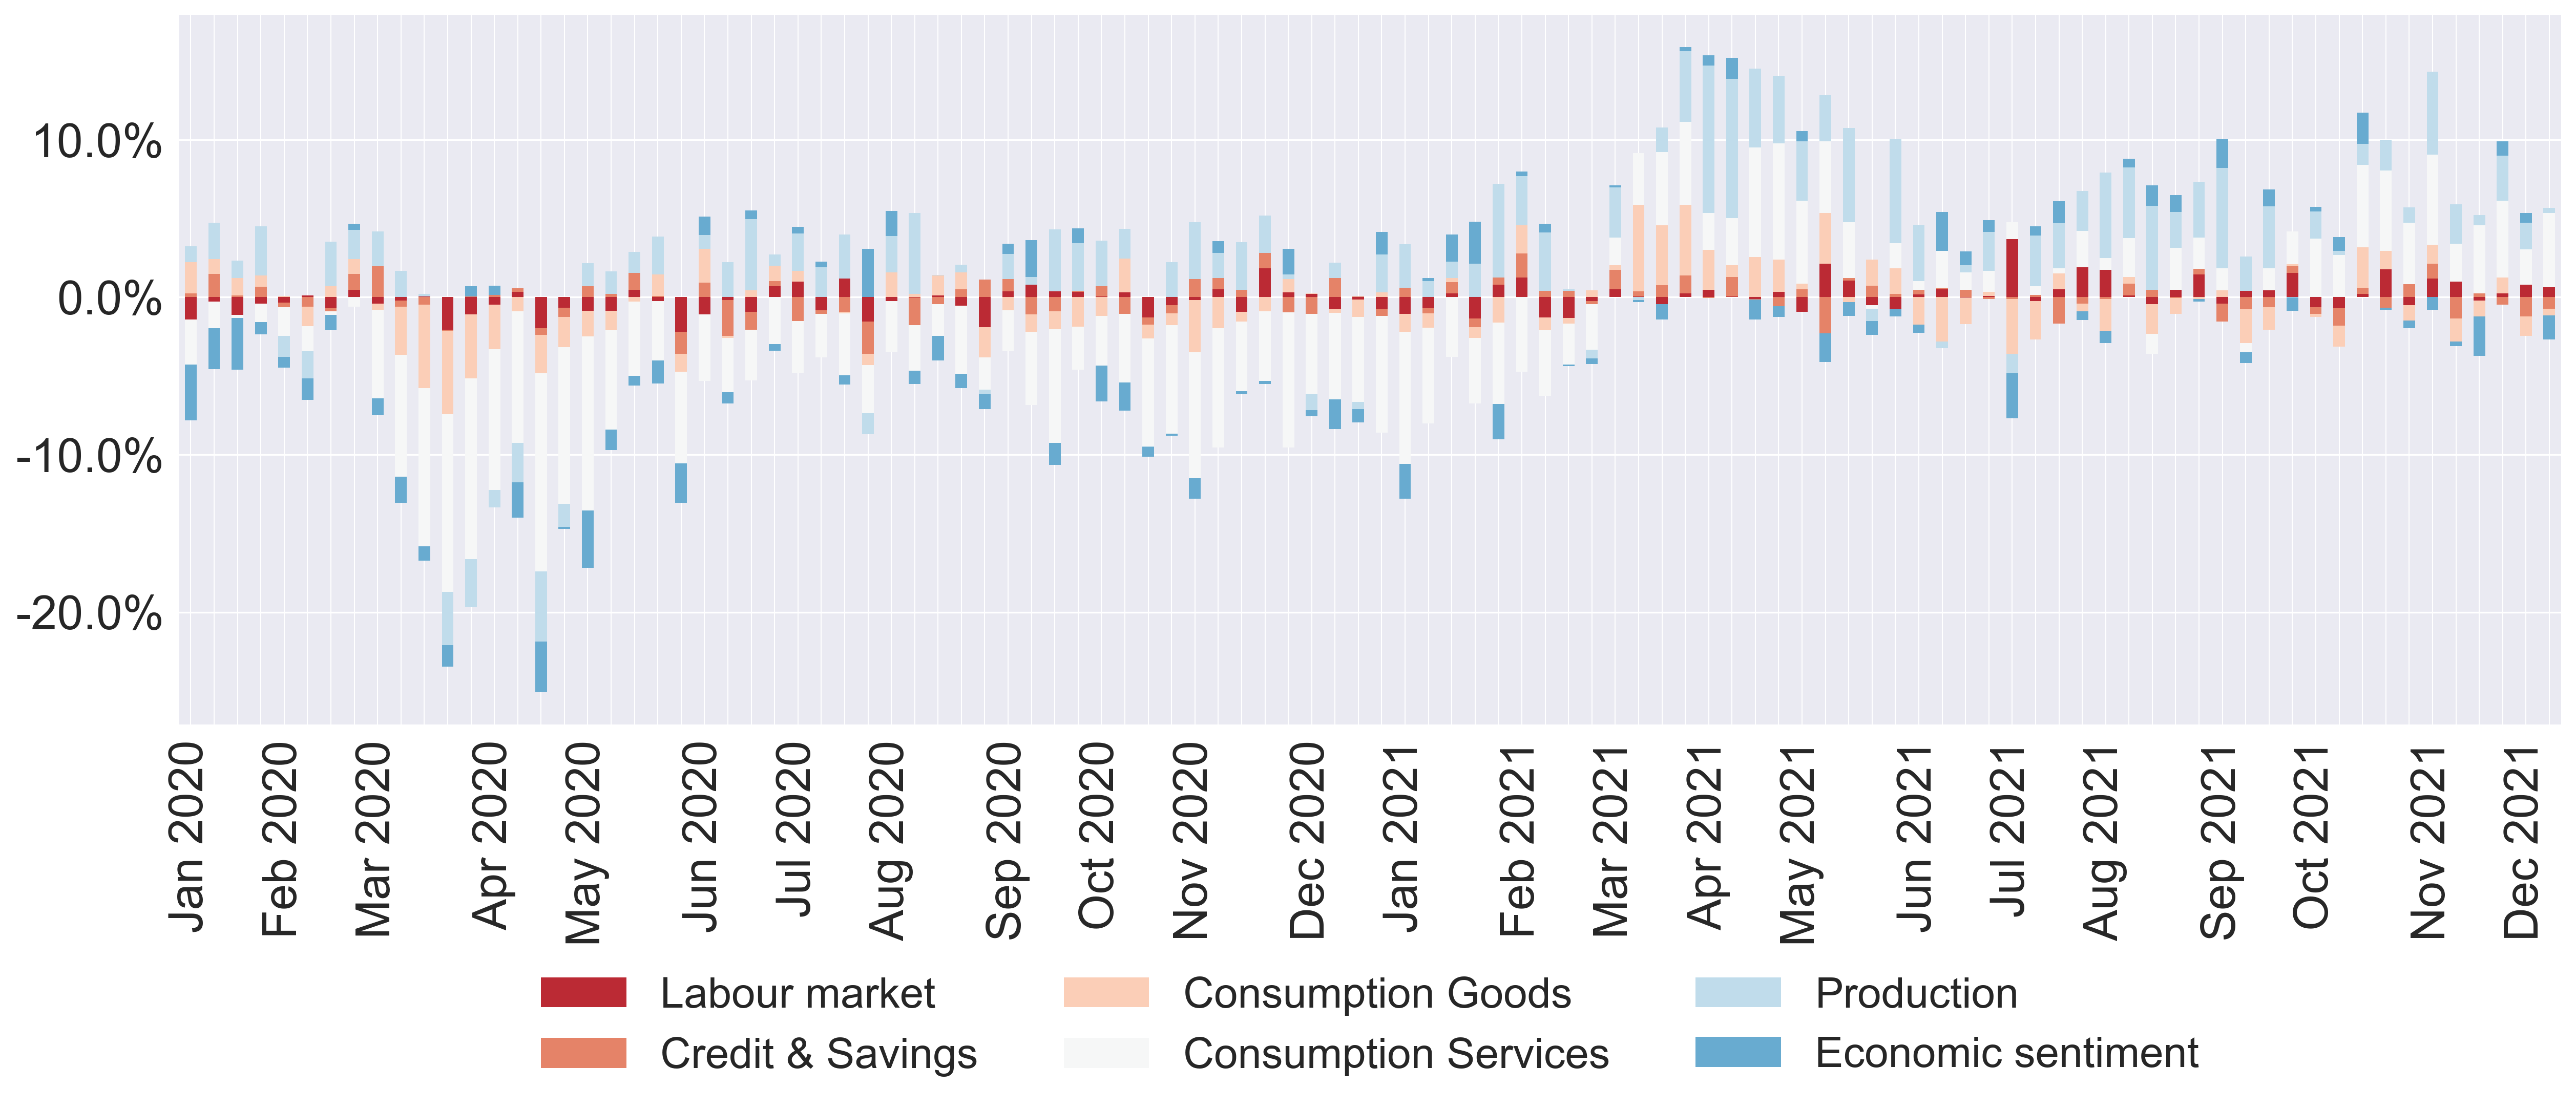 10.0%
0.0%
-10.0%
-20.0%
Jan 2020
Feb 2020
Mar 2020
Apr 2020
May 2020
Jun 2020
Jul 2020
Aug 2020
Sep 2020
Oct 2020
Nov 2020
Dec 2020
Jan 2021
Feb 2021
Mar 2021
Apr 2021
May 2021
Jun 2021
Jul 2021
Aug 2021
Sep 2021
Oct 2021
Nov 2021
Dec 2021
Labour market
Credit & Savings
Consumption Goods
Consumption Services
Production
Economic sentiment